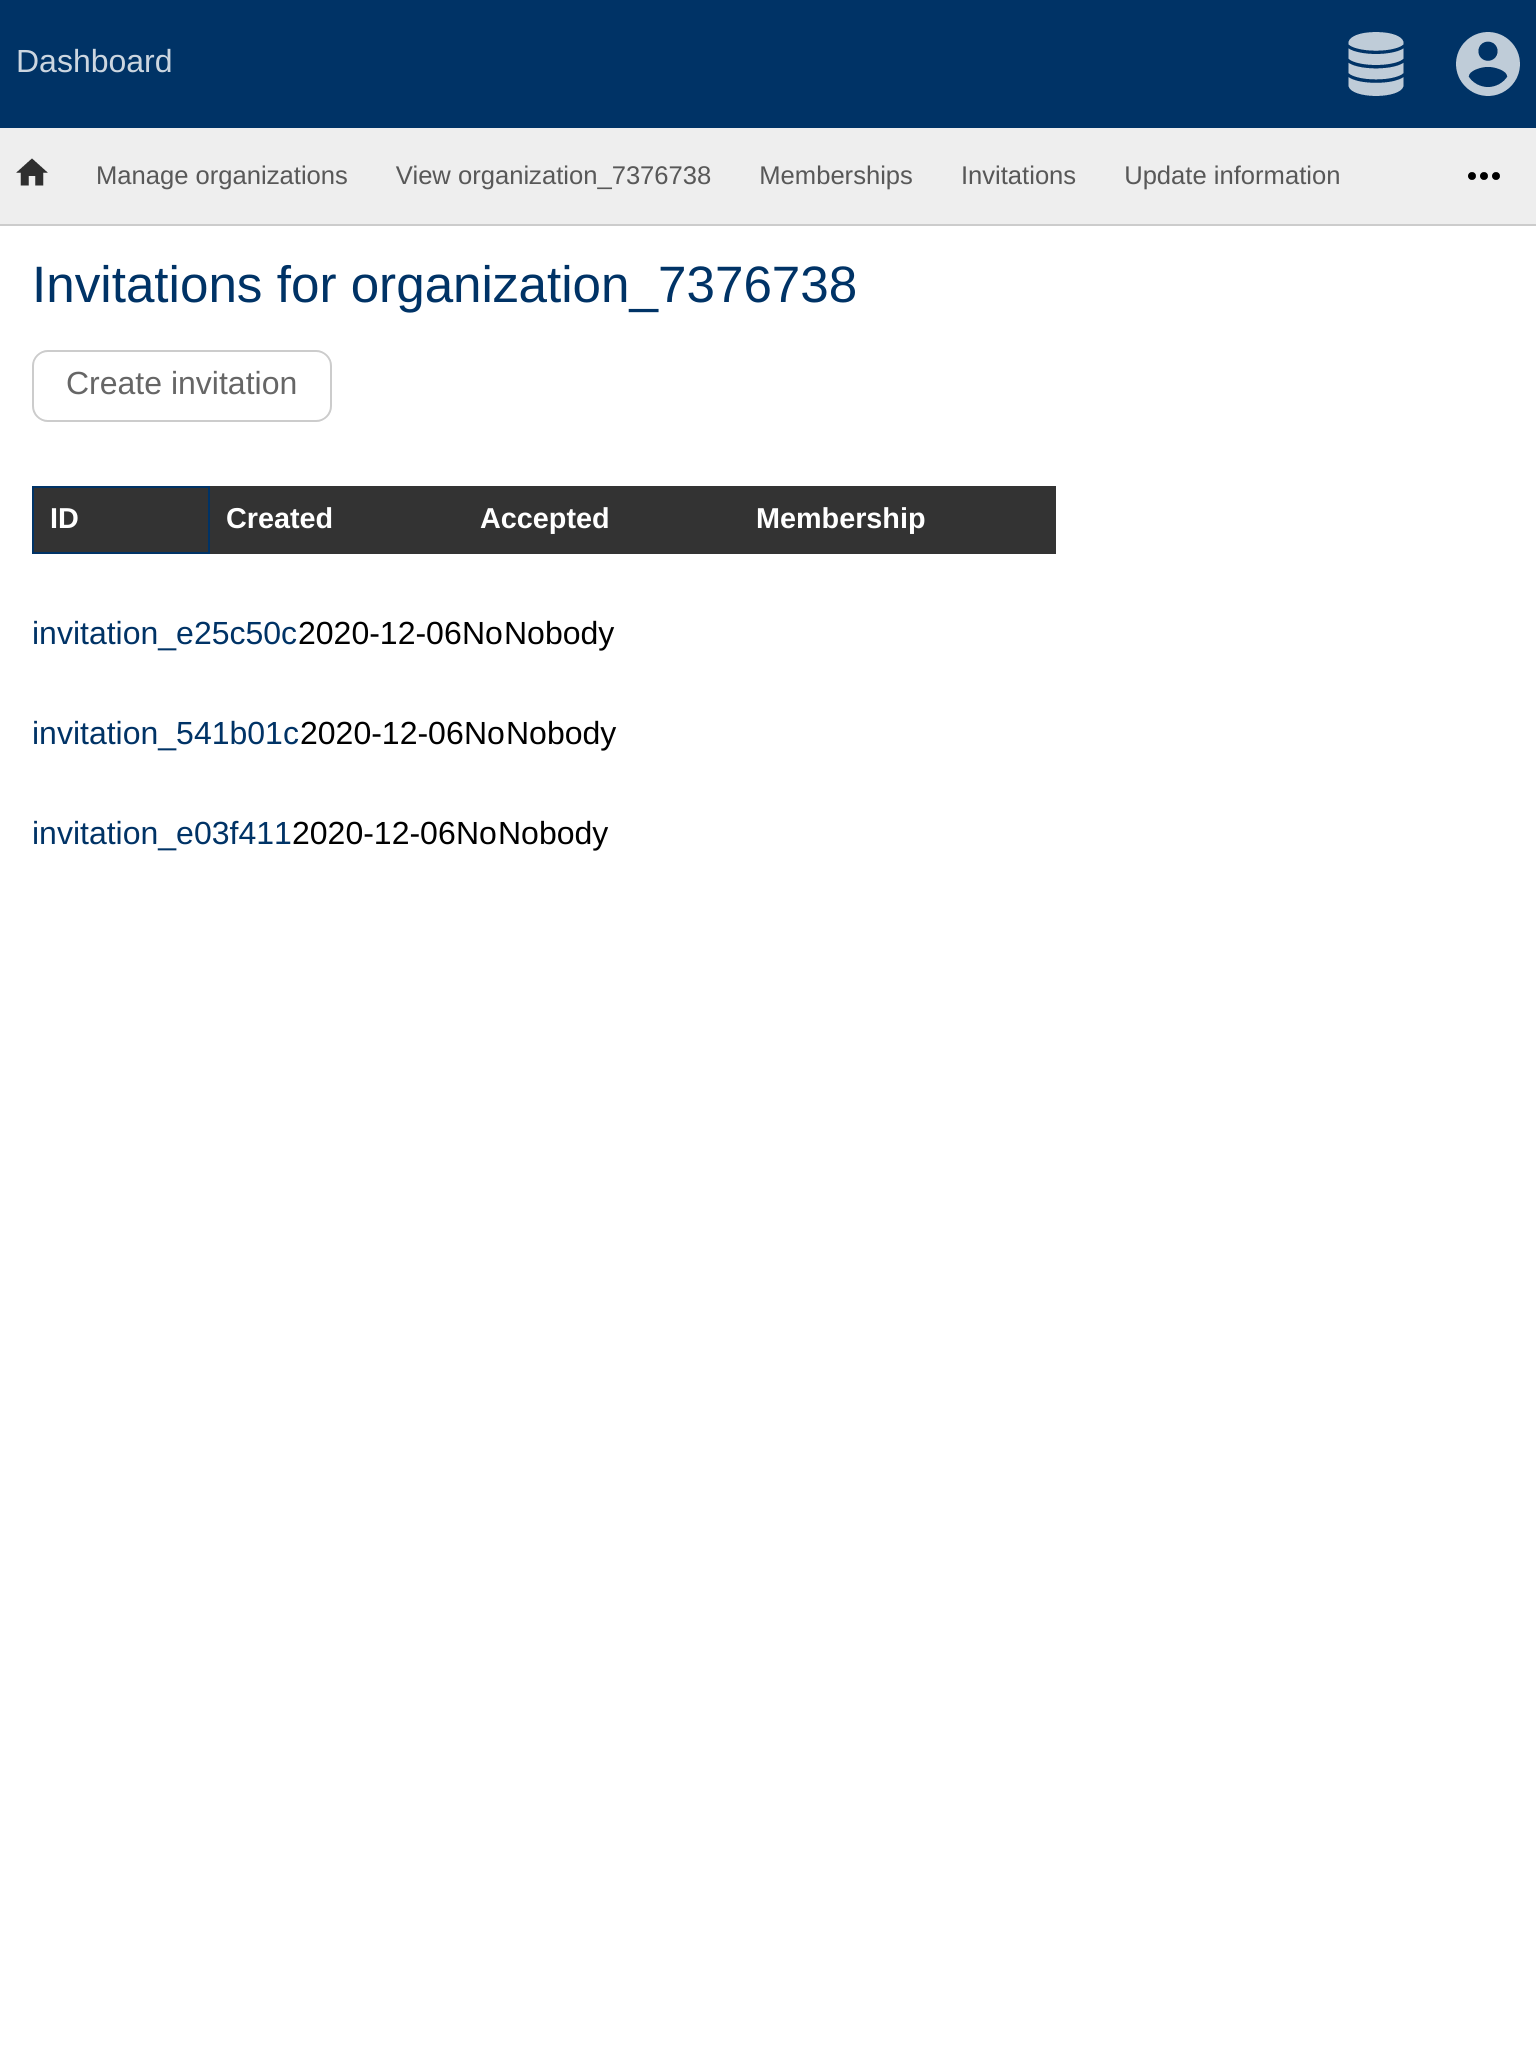 Dashboard
Manage organizations View organization_7376738 Memberships Invitations Update information
Invitations for organization_7376738
Create invitation
ID Created Accepted Membership
invitation_e25c50c2020-12-06NoNobody
invitation_541b01c2020-12-06NoNobody
invitation_e03f4112020-12-06NoNobody